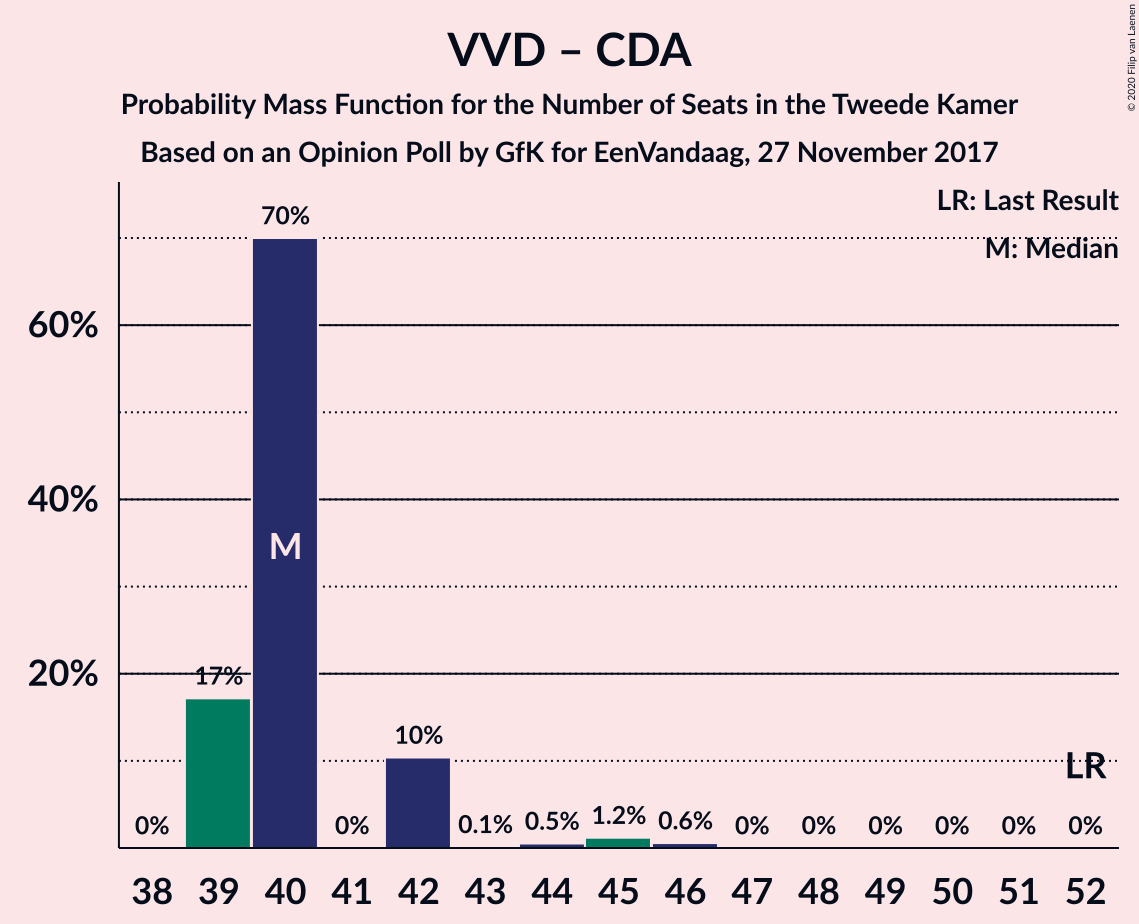 VVD – CDA
Probability Mass Function for the Number of Seats in the Tweede Kamer
Based on an Opinion Poll by GfK for EenVandaag, 27 November 2017
© 2020 Filip van Laenen
LR: Last Result
M: Median
70%
60%
40%
M
20%
17%
10%
LR
0%
0%
0.1%
0.5%
1.2%
0.6%
0%
0%
0%
0%
0%
0%
38 39 40 41 42 43 44 45 46 47 48 49 50 51 52